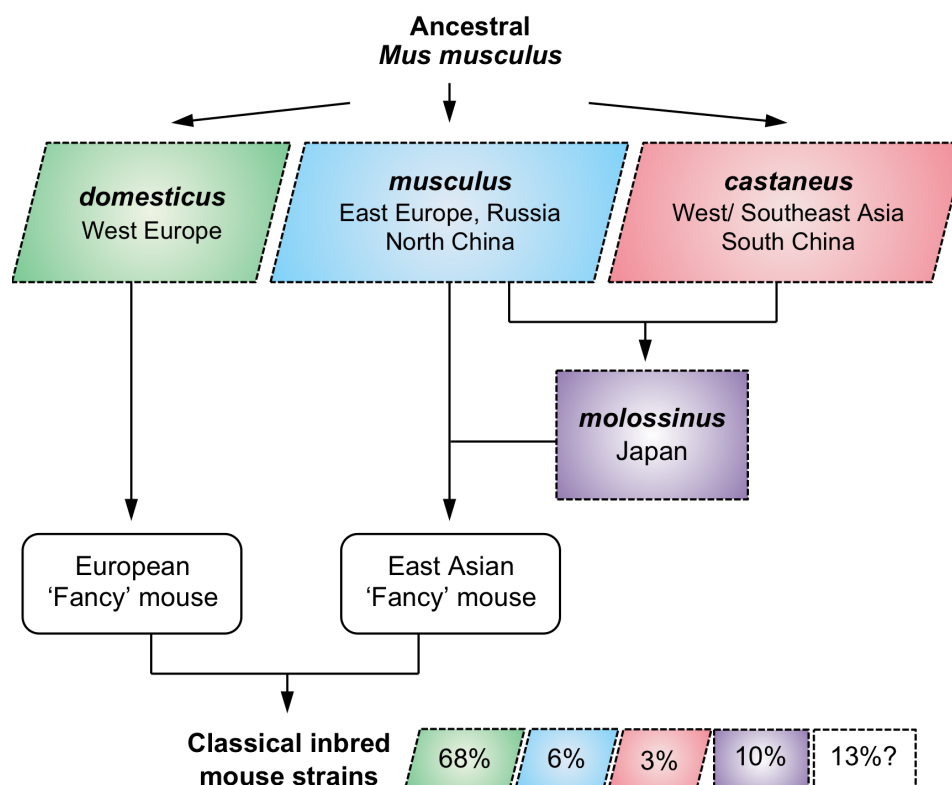 Ancestral
Mus musculus
domesticus
West Europe
musculus
East Europe, Russia
North China
castaneus
West/ Southeast Asia
South China
molossinus
Japan
European
‘Fancy’ mouse
East Asian
‘Fancy’ mouse
Classical inbred
mouse strains
68%
6%
3%
10%
13%?